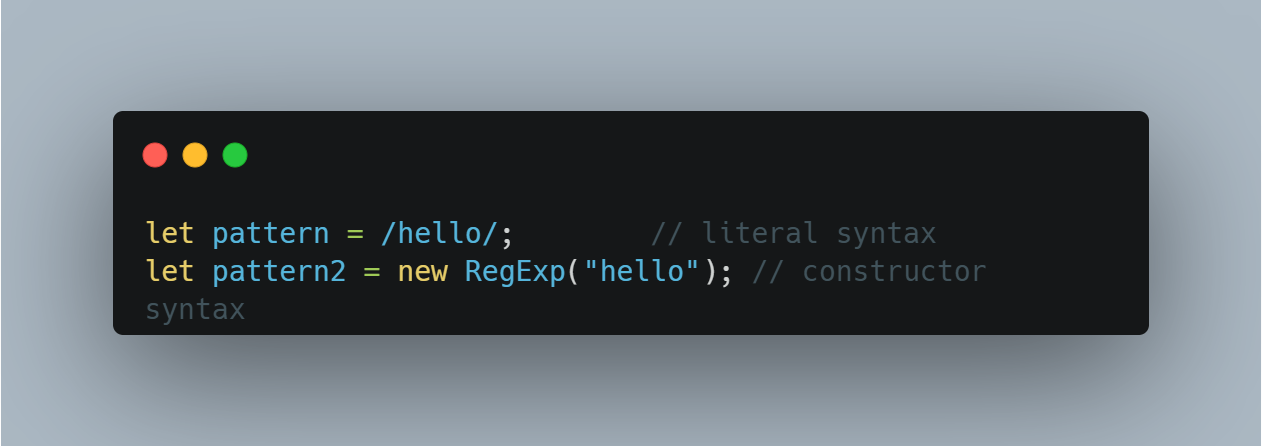 let pattern = /hello/;        // literal syntax
let pattern2 = new RegExp("hello"); // constructor
syntax